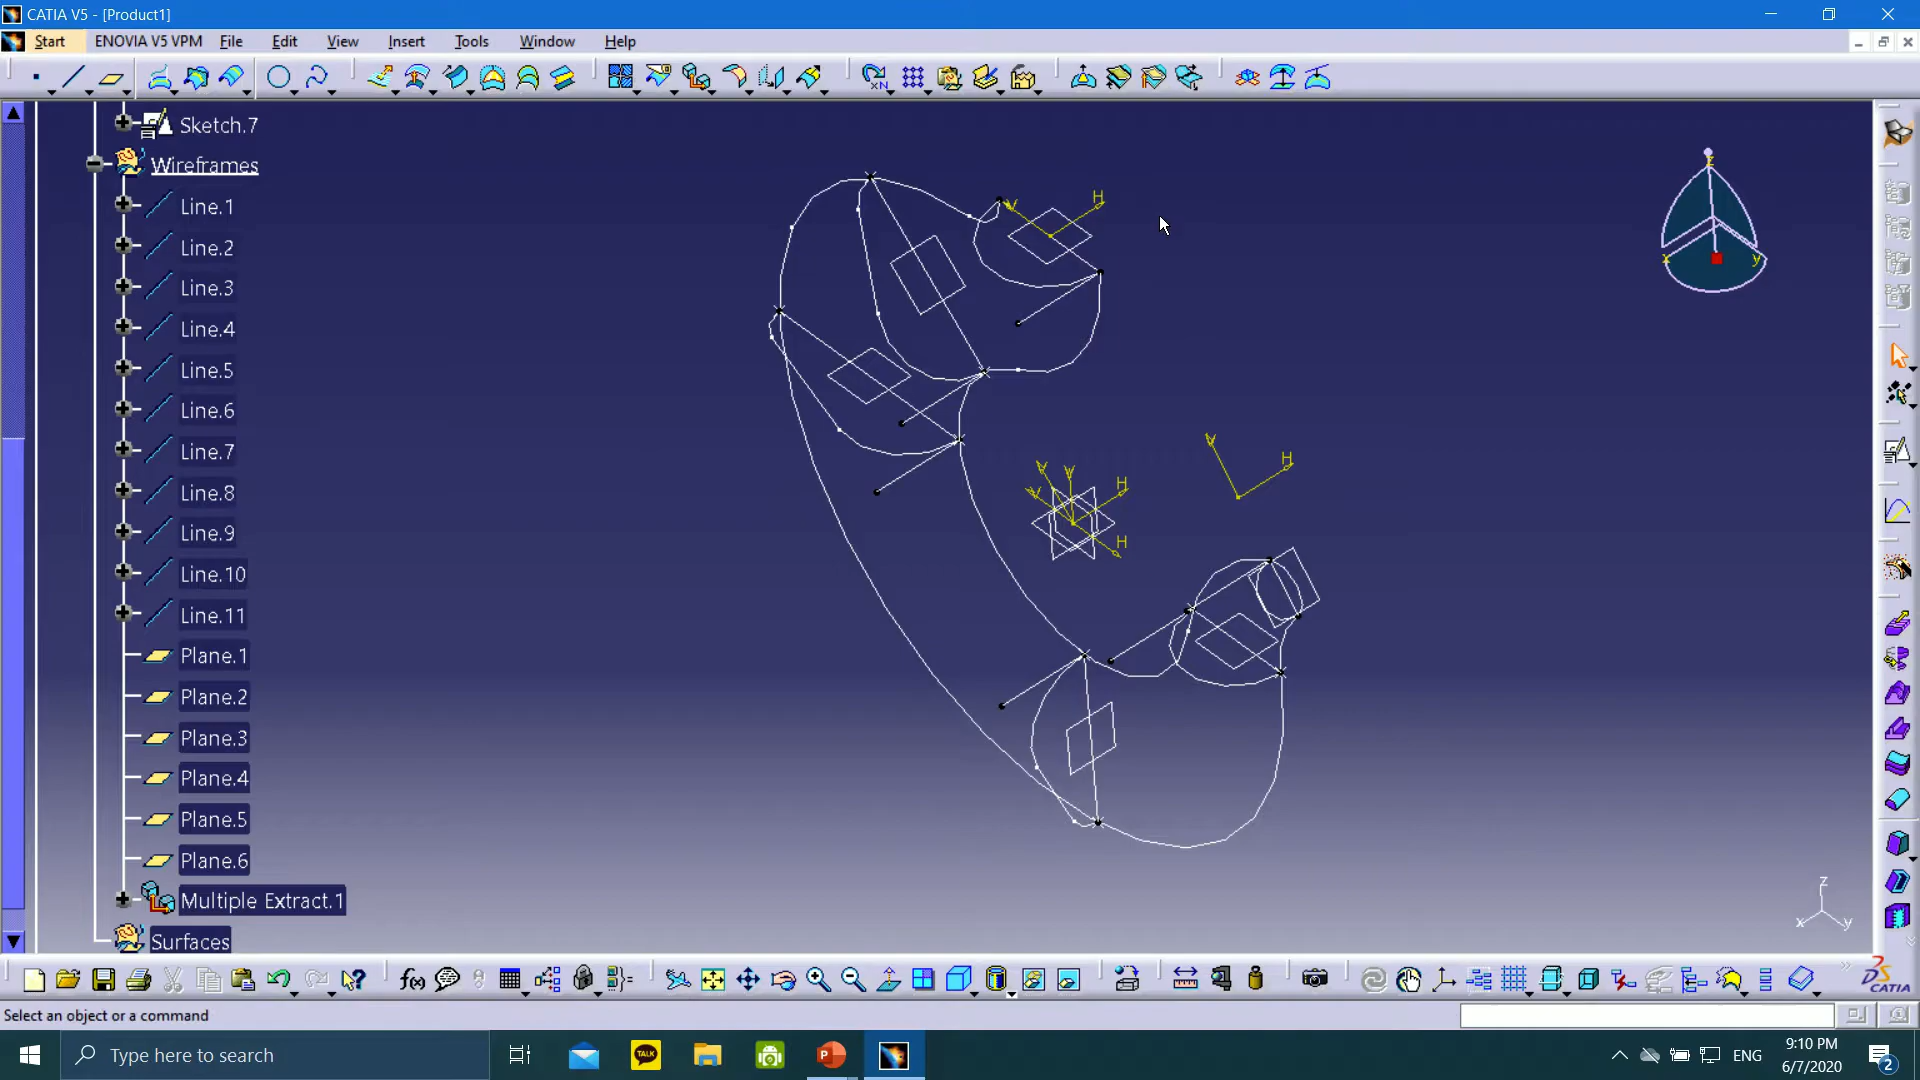 CATIA V5 - [Product1]
Start ENOVIA V5 VPM File Edit View Insert Tools Window Help
Sketch.7
Wireframes
Line.1
Line.2
Line.3
Line.4
Line.5
Line.6
Line.7
Line.8
Line.9
Line.10
Line.11
Plane.1
Plane.2
Plane.3
Plane.4
Plane.5
Plane.6
Multiple Extract.1
Surfaces
V H
V H
V V V H H
z
x y
z
x y
f(x)
CATIA
Select an object or a command
Type here to search
TALK
P
ENG
9:10 PM
6/7/2020
2